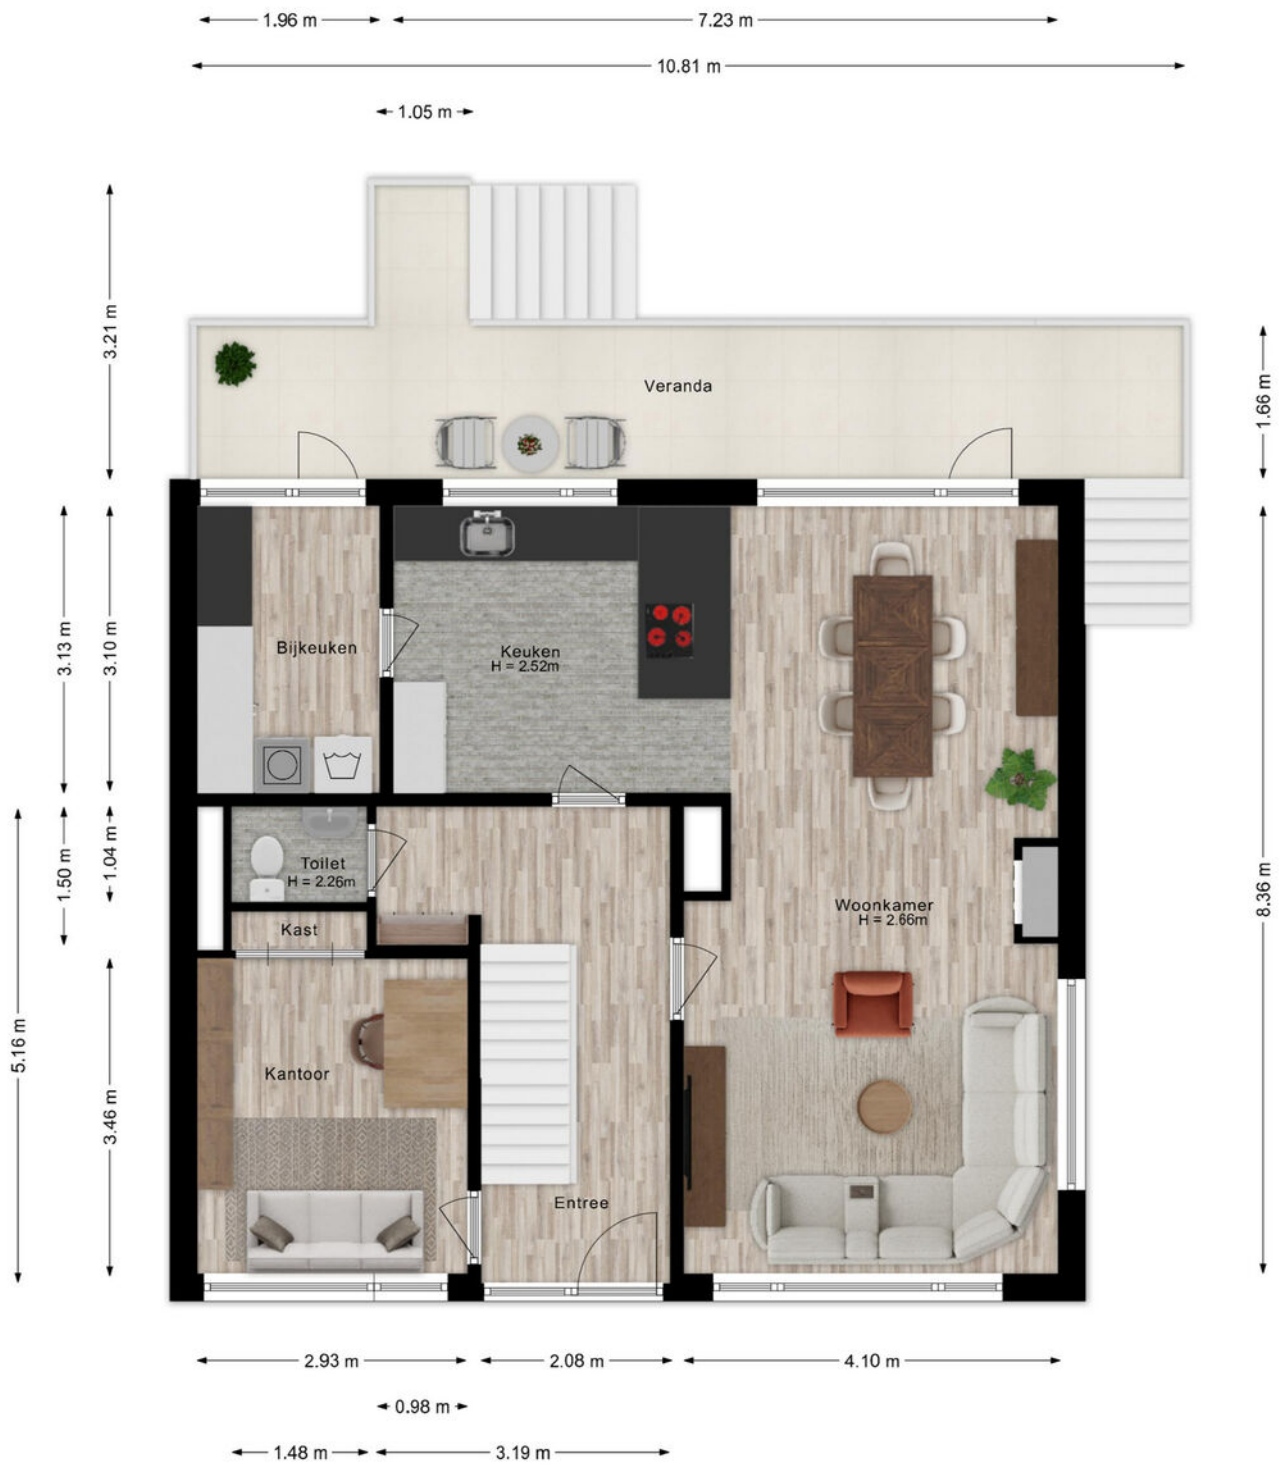 1.96 m
7.23 m
10.81 m
1.05 m
3.21 m
1.66 m
Veranda
3.13 m
3.10 m
Bijkeuken
Keuken
H = 2.52m
1.50 m
1.04 m
Toilet
H = 2.26m
Kast
Woonkamer
H = 2.66m
8.36 m
5.16 m
3.46 m
Kantoor
Entree
2.93 m
2.08 m
4.10 m
0.98 m
1.48 m
3.19 m